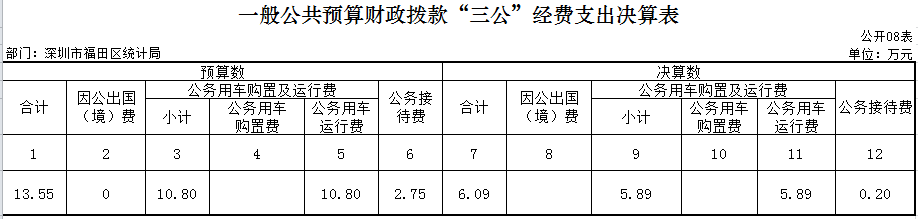 一般公共预算财政拨款“三公”经费支出决算表
公开08表
部门：深圳市福田区统计局 单位：万元
预算数 决算数
合计 因公出国（境）费 公务用车购置及运行费 公务接待费 合计 因公出国（境）费 公务用车购置及运行费 公务接待费
小计 公务用车购置费 公务用车运行费 小计 公务用车购置费 公务用车运行费
1 2 3 4 5 6 7 8 9 10 11 12
13.55 0 10.80 10.80 2.75 6.09 5.89 5.89 0.20